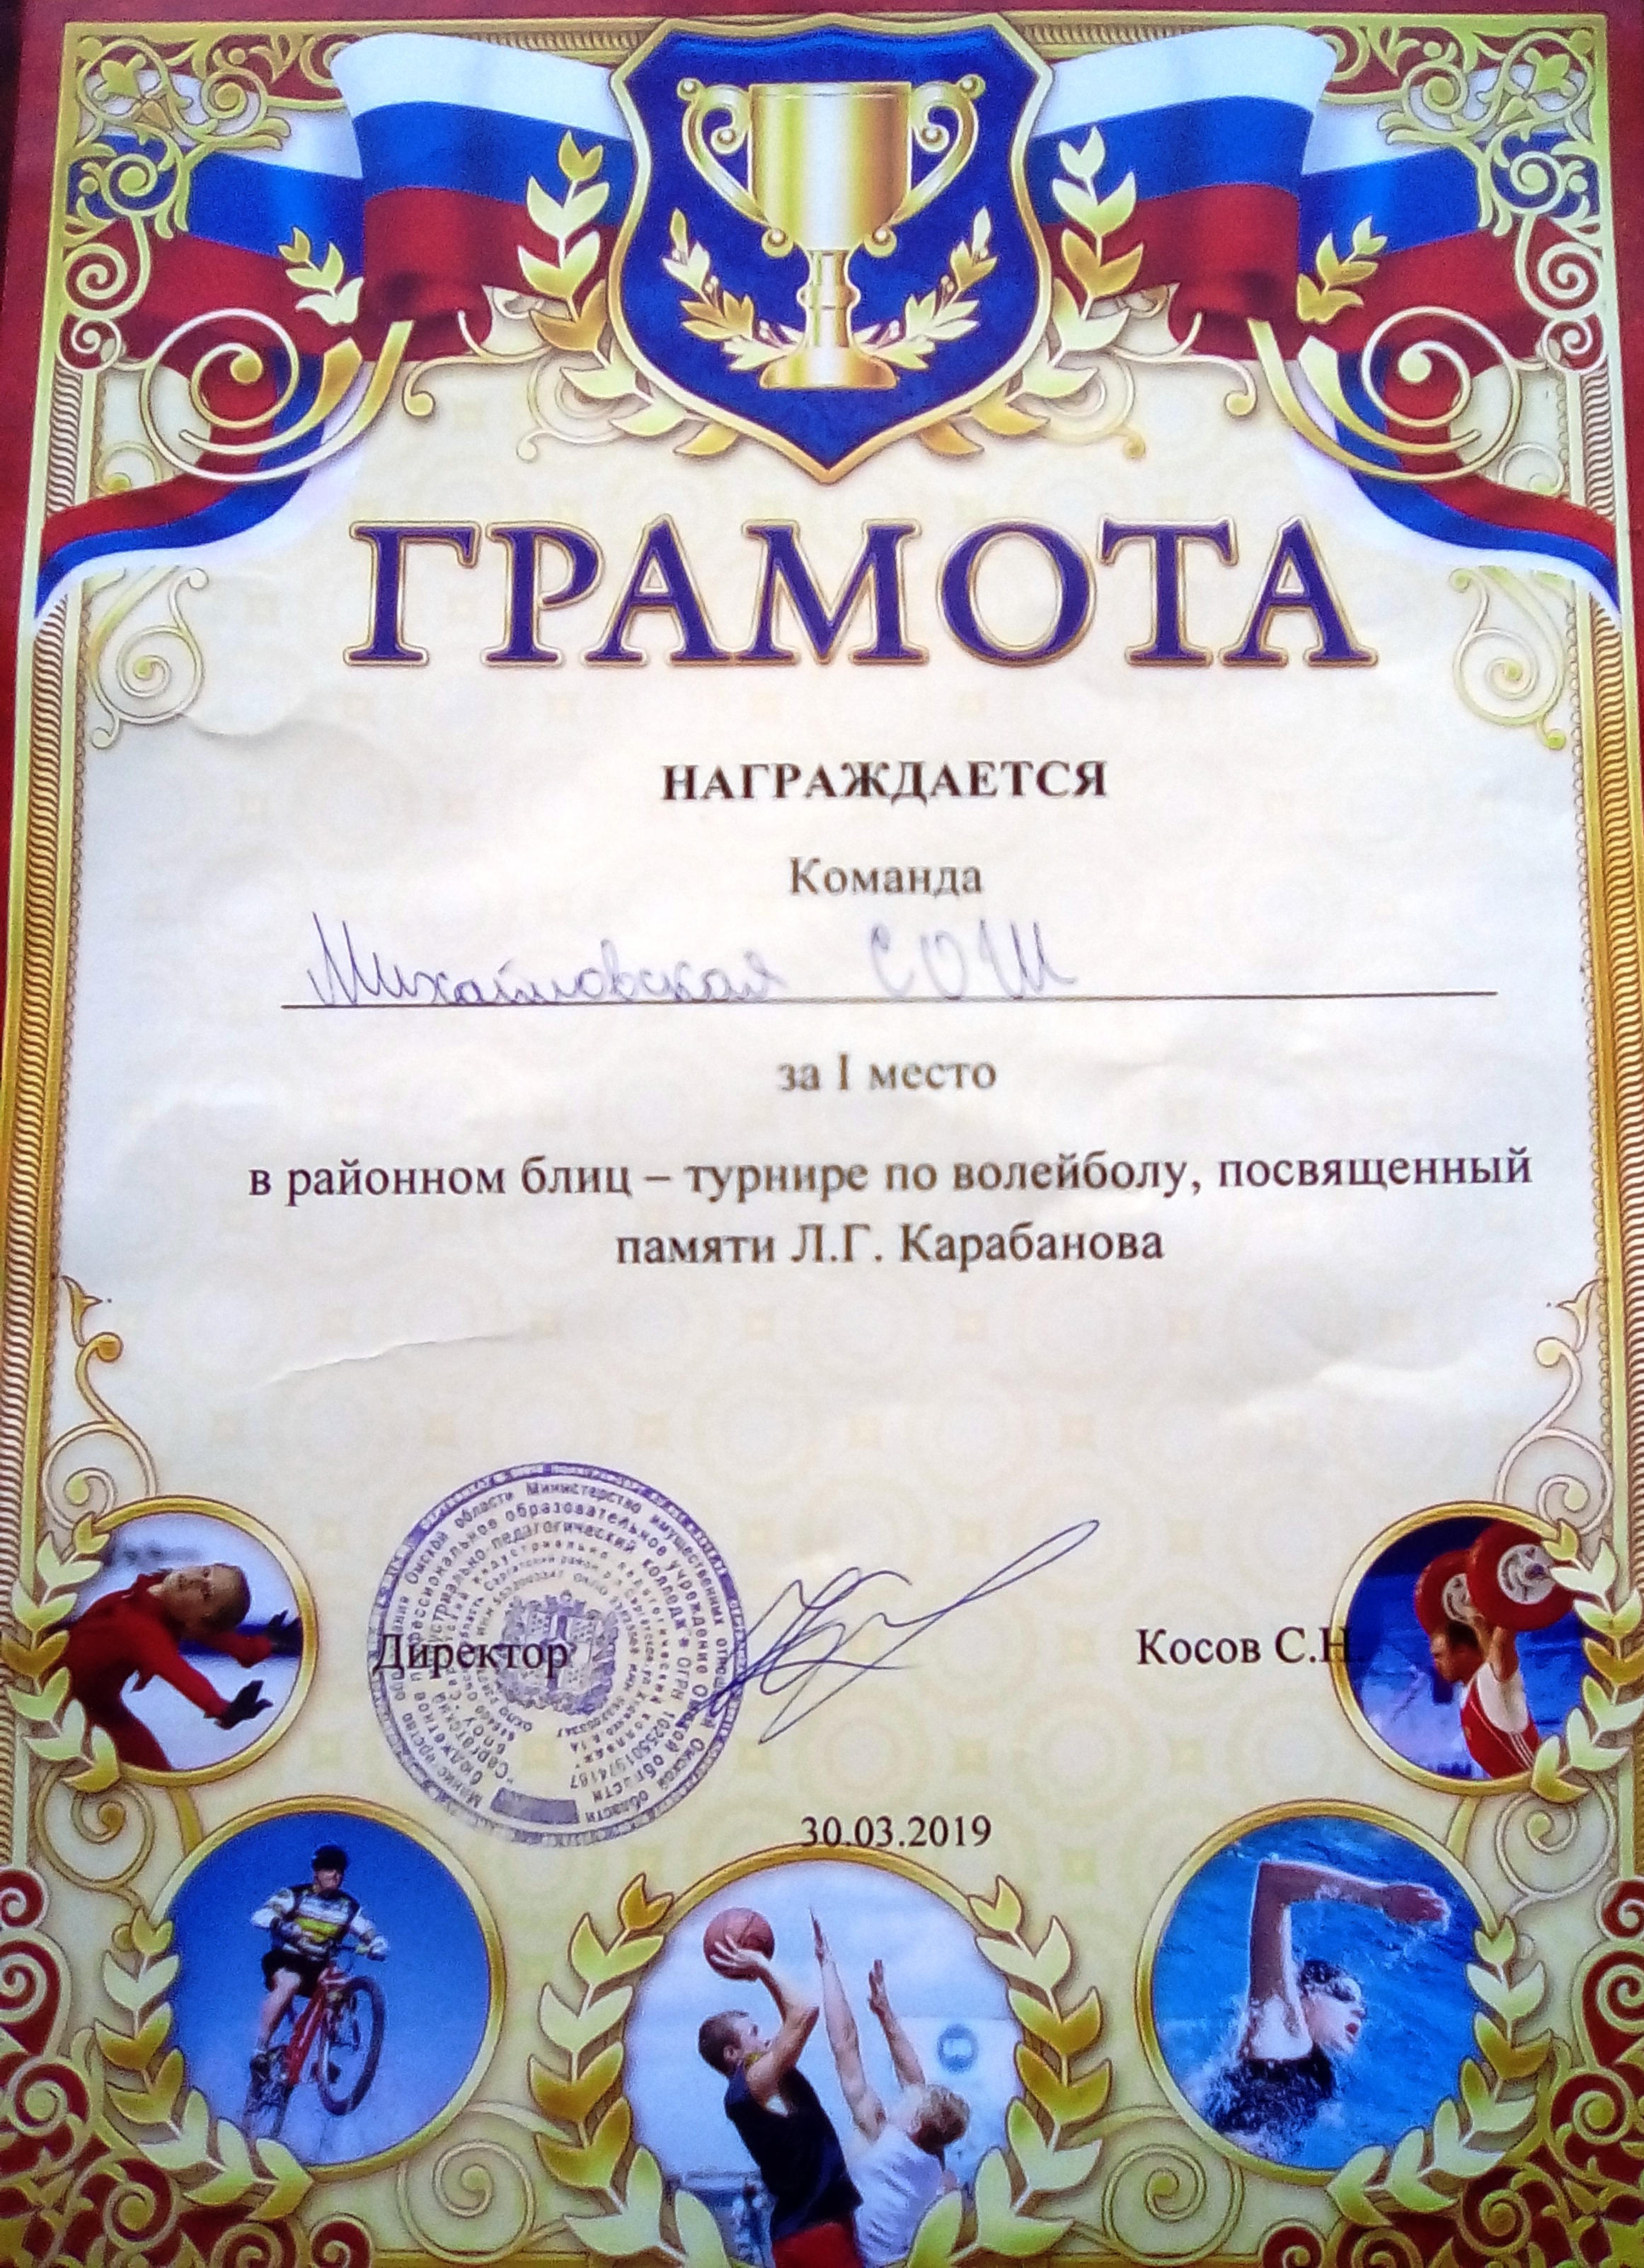 ГРАМОТА
НАГРАЖДАЕТСЯ
Команда
Михайловская СОШ
за I место
в районном блиц – турнире по волейболу, посвященный
памяти Л.Г. Карабанова
Директор
Косов С.Н
30.03.2019